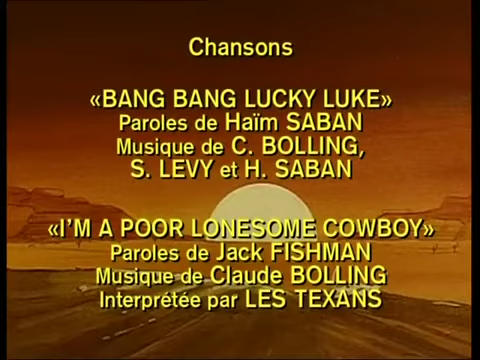 Chansons
«BANG BANG LUCKY LUKE»
Paroles de Haïm SABAN
Musique de C. BOLLING,
S. LEVY et H. SABAN
«I'M A POOR LONESOME COWBOY»
Paroles de Jack FISHMAN
Musique de Claude BOLLING
Interprétée par LES TEXANS